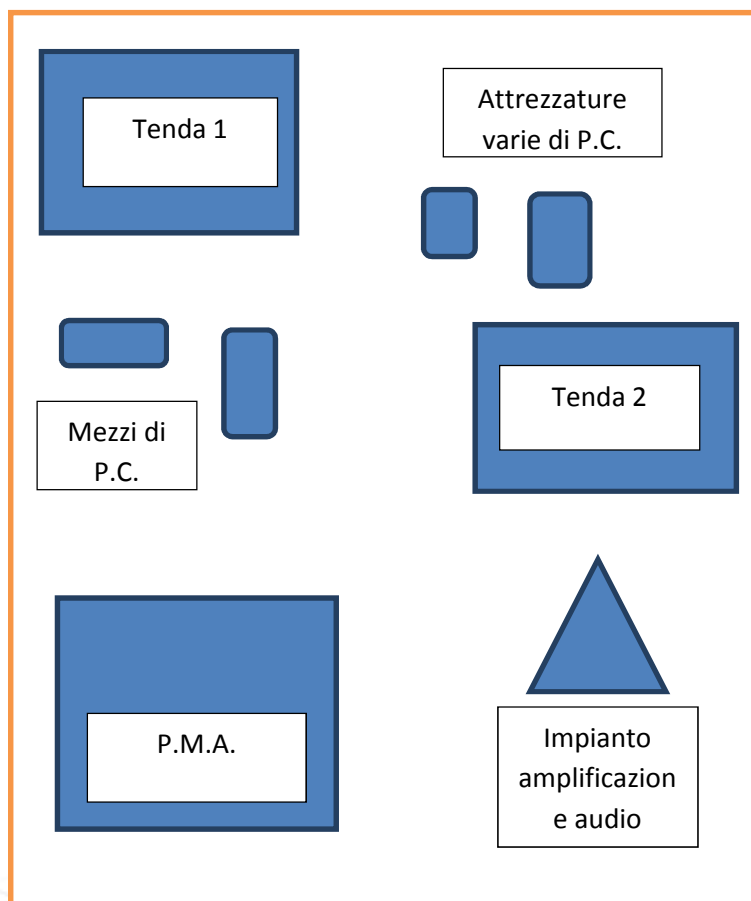 Tenda 1
Attrezzature
varie di P.C.
Mezzi di
P.C.
Tenda 2
P.M.A.
Impianto
amplificazion
e audio